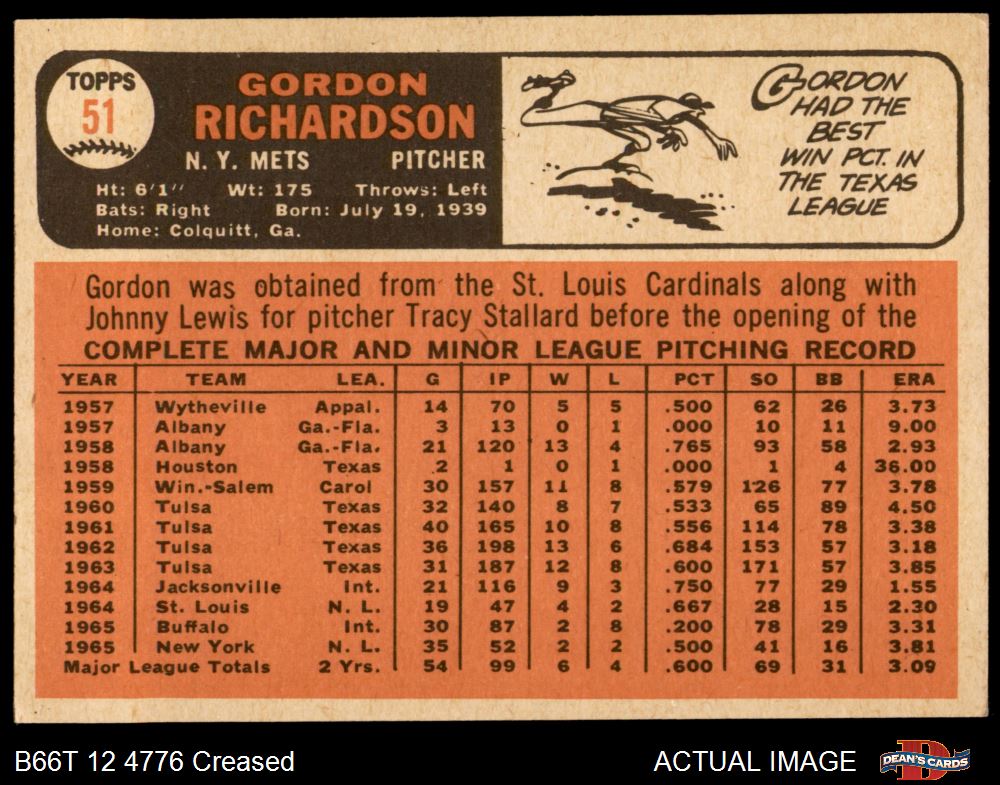 TOPPS
51
GORDON
RICHARDSON
N. Y. METS PITCHER
Ht: 6'1" Wt: 175 Throws: Left
Bats: Right Born: July 19, 1939
Home: Colquitt, Ga.
GORDON
HAD THE
BEST
WIN PCT. IN
THE TEXAS
LEAGUE
Gordon was obtained from the St. Louis Cardinals along with
Johnny Lewis for pitcher Tracy Stallard before the opening of the
COMPLETE MAJOR AND MINOR LEAGUE PITCHING RECORD
YEAR TEAM LEA. G IP W L PCT SO BB ERA
1957 Wytheville Appal. 14 70 5 5 .500 62 26 3.73
1957 Albany Ga.-Fla. 3 13 0 1 .000 10 11 9.00
1958 Albany Ga.-Fla. 21 120 13 4 .765 93 58 2.93
1958 Houston Texas 2 1 0 1 .000 1 4 36.00
1959 Win.-Salem Carol 30 157 11 8 .579 126 77 3.78
1960 Tulsa Texas 32 140 8 7 .533 65 89 4.50
1961 Tulsa Texas 40 165 10 8 .556 114 78 3.38
1962 Tulsa Texas 36 198 13 6 .684 153 57 3.18
1963 Tulsa Texas 31 187 12 8 .600 171 57 3.85
1964 Jacksonville Int. 21 116 9 3 .750 77 29 1.55
1964 St. Louis N. L. 19 47 4 2 .667 28 15 2.30
1965 Buffalo Int. 30 87 2 8 .200 78 29 3.31
1965 New York N. L. 35 52 2 2 .500 41 16 3.81
Major League Totals 2 Yrs. 54 99 6 4 .600 69 31 3.09
B66T 12 4776 Creased ACTUAL IMAGE
D
DEAN'S CARDS